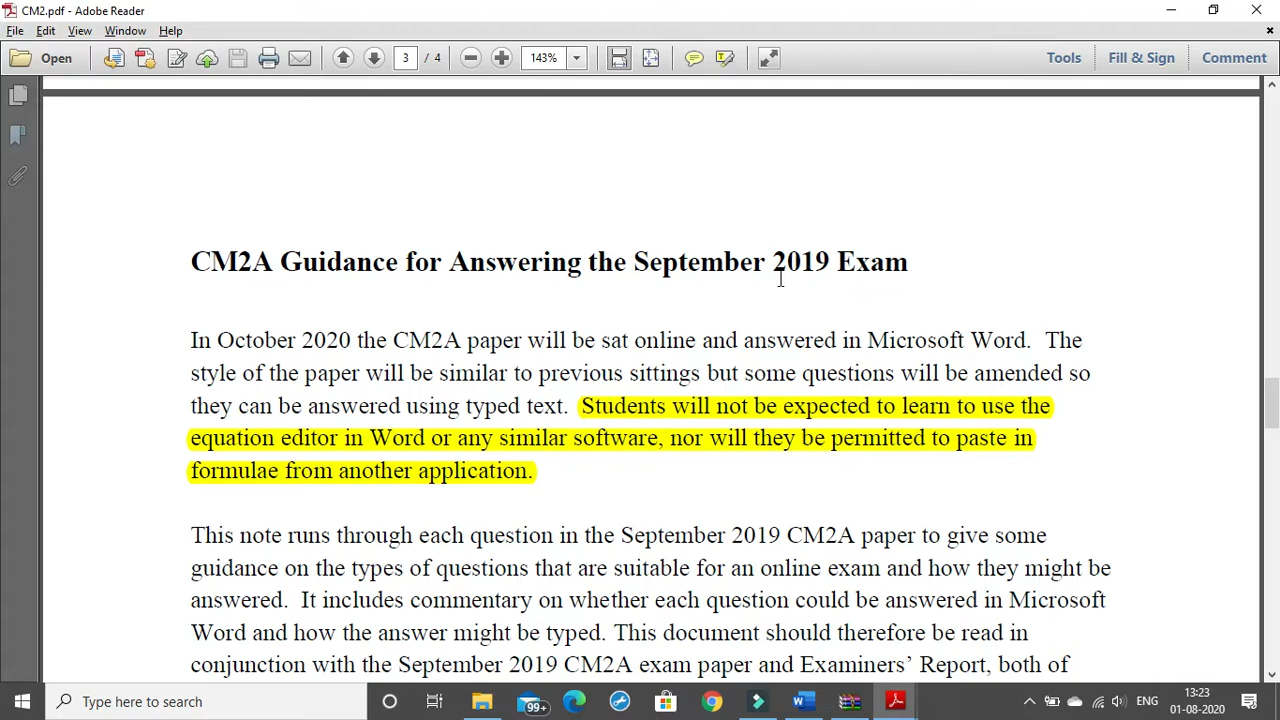 CM2.pdf - Adobe Reader
File Edit View Window Help
Open 3 / 4 143% Tools Fill & Sign Comment
CM2A Guidance for Answering the September 2019 Exam
In October 2020 the CM2A paper will be sat online and answered in Microsoft Word. The
style of the paper will be similar to previous sittings but some questions will be amended so
they can be answered using typed text. Students will not be expected to learn to use the
equation editor in Word or any similar software, nor will they be permitted to paste in
formulae from another application.
This note runs through each question in the September 2019 CM2A paper to give some
guidance on the types of questions that are suitable for an online exam and how they might be
answered. It includes commentary on whether each question could be answered in Microsoft
Word and how the answer might be typed. This document should therefore be read in
conjunction with the September 2019 CM2A exam paper and Examiners' Report, both of
Type here to search 99+ ENG 13:23
01-08-2020